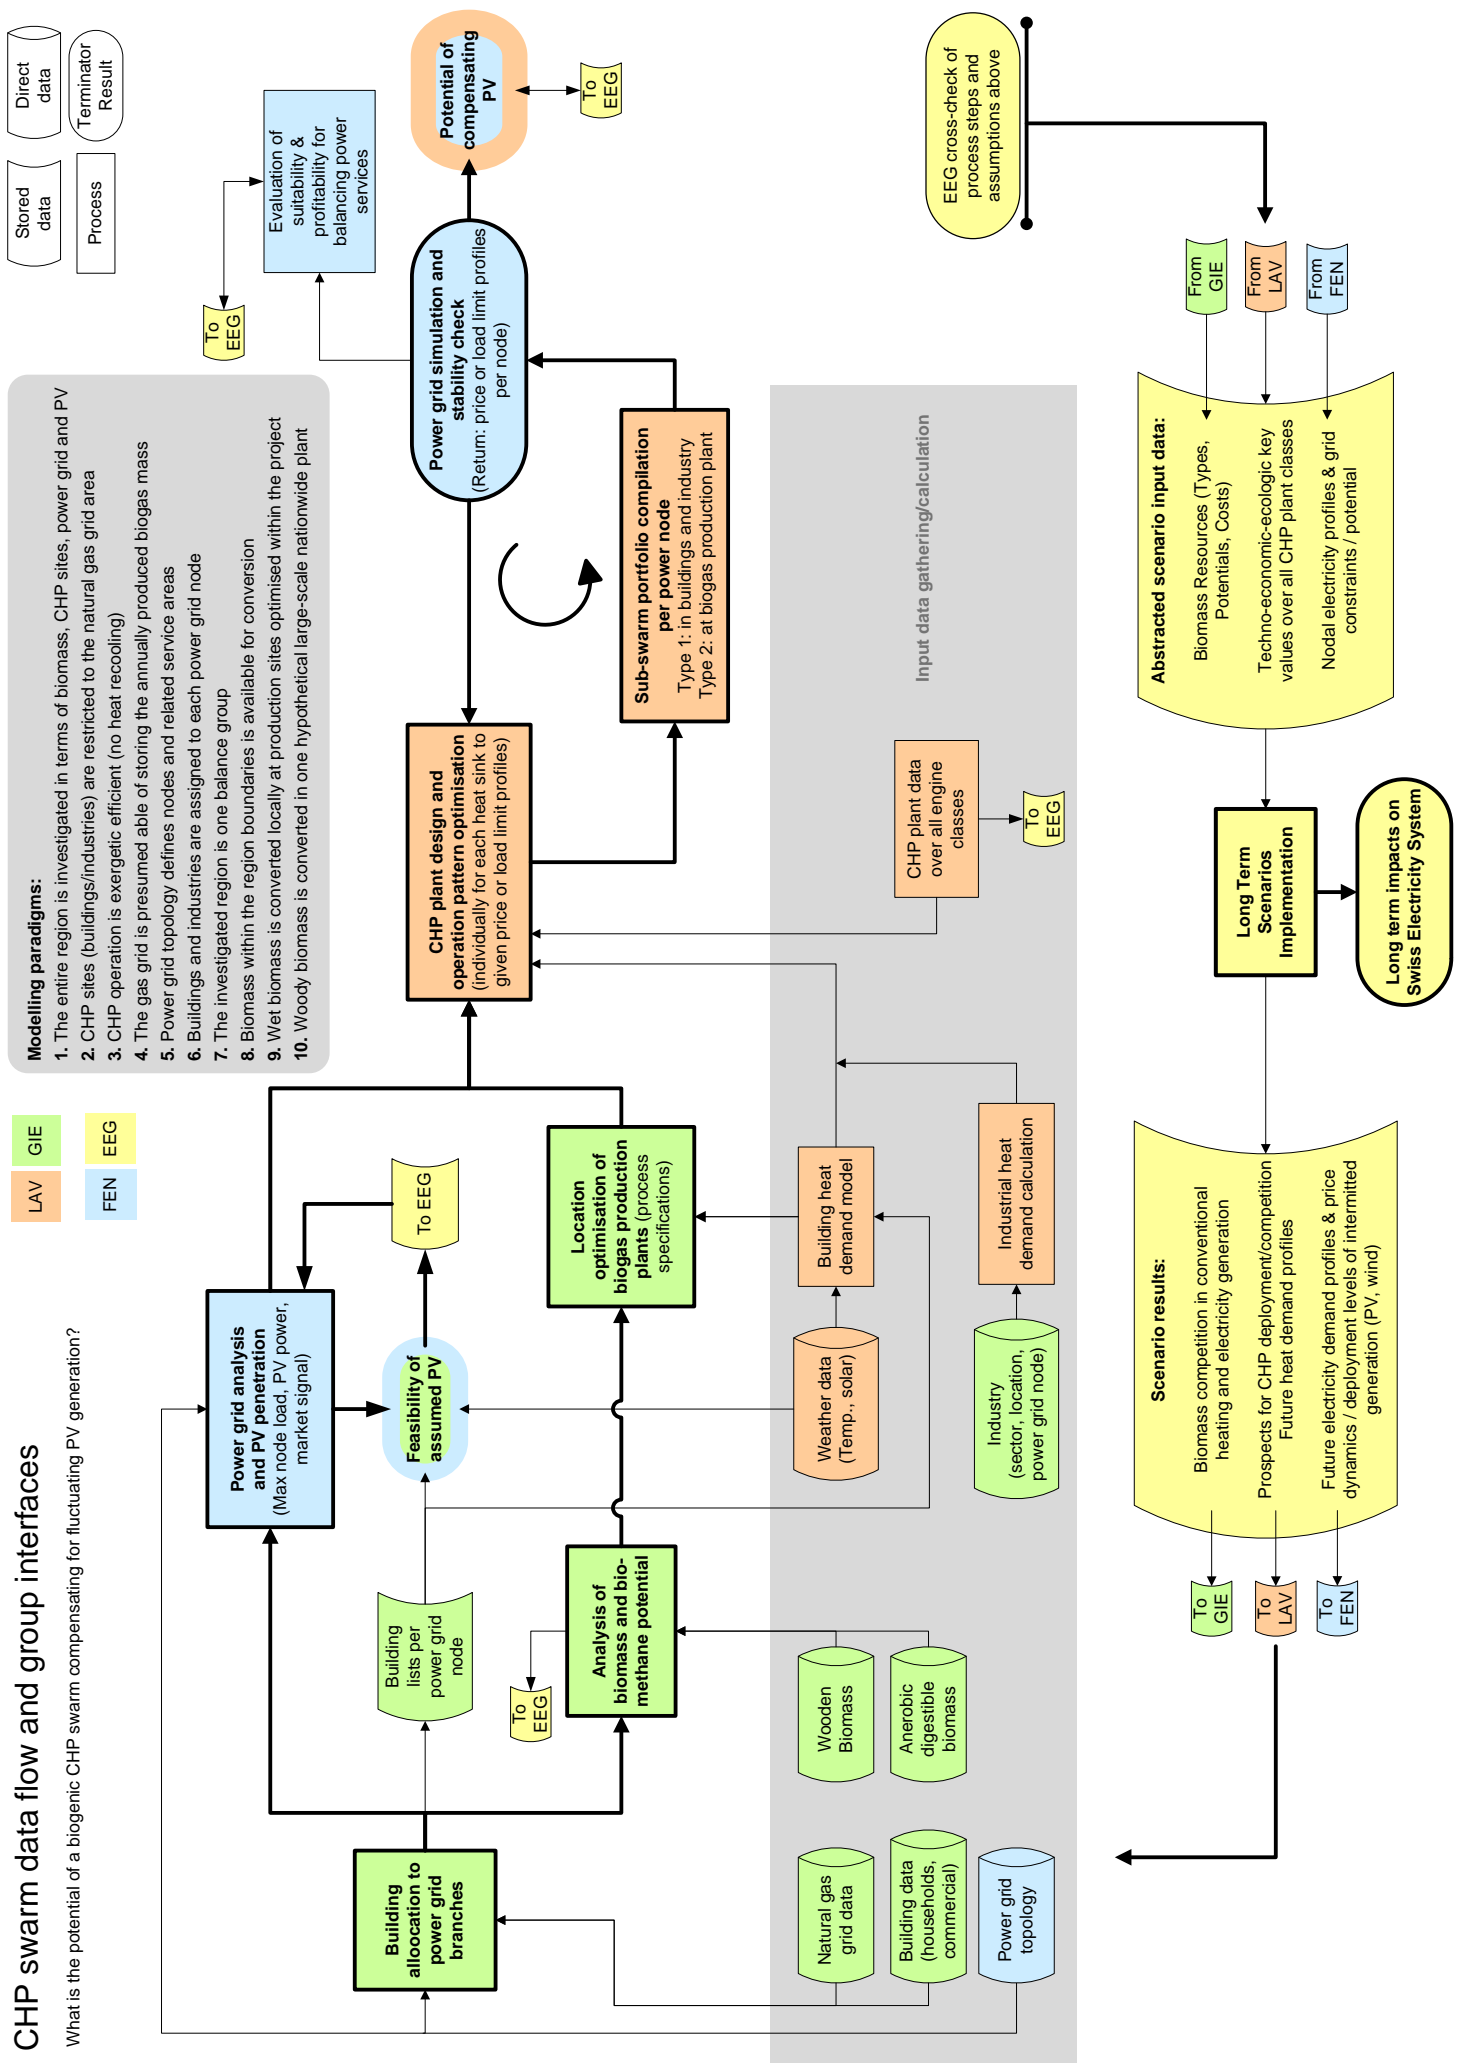 CHP swarm data flow and group interfaces
What is the potential of a biogenic CHP swarm compensating for fluctuating PV generation?
LAV
GIE
FEN
EEG
Modelling paradigms:
1. The entire region is investigated in terms of biomass, CHP sites, power grid and PV
2. CHP sites (buildings/industries) are restricted to the natural gas grid area
3. CHP operation is exergetic efficient (no heat recooling)
4. The gas grid is presumed able of storing the annually produced biogas mass
5. Power grid topology defines nodes and related service areas
6. Buildings and industries are assigned to each power grid node
7. The investigated region is one balance group
8. Biomass within the region boundaries is available for conversion
9. Wet biomass is converted locally at production sites optimised within the project
10. Woody biomass is converted in one hypothetical large-scale nationwide plant
Stored
data
Direct
data
Process
Terminator
Result
Building
alloocation to
power grid
branches
Building
lists per
power grid
node
Power grid analysis
and PV penetration
(Max node load, PV power,
market signal)
Feasibility of
assumed PV
To EEG
To
EEG
Analysis of
biomass and bio-
methane potential
Location
optimisation of
biogas production
plants (process
specifications)
CHP plant design and
operation pattern optimisation
(individually for each heat sink to
given price or load limit profiles)
Sub-swarm portfolio compilation
per power node
Type 1: in buildings and industry
Type 2: at biogas production plant
Power grid simulation and
stability check
(Return: price or load limit profiles
per node)
To
EEG
Evaluation of
suitability &
profitability for
balancing power
services
Potential of
compensating
PV
To
EEG
Input data gathering/calculation
Natural gas
grid data
Building data
(households,
commercial)
Power grid
topology
Wooden
Biomass
Anerobic
digestible
biomass
Weather data
(Temp., solar)
Industry
(sector, location,
power grid node)
Building heat
demand model
Industrial heat
demand calculation
CHP plant data
over all engine
classes
To
EEG
EEG cross-check of
process steps and
assumptions above
To
GIE
To
LAV
To
FEN
Scenario results:
Biomass competition in conventional
heating and electricity generation
Prospects for CHP deployment/competition
Future heat demand profiles
Future electricity demand profiles & price
dynamics / deployment levels of intermitted
generation (PV, wind)
Long Term
Scenarios
Implementation
Long term impacts on
Swiss Electricity System
Abstracted scenario input data:
Biomass Resources (Types,
Potentials, Costs)
Techno-economic-ecologic key
values over all CHP plant classes
Nodal electricity profiles & grid
constraints / potential
From
GIE
From
LAV
From
FEN